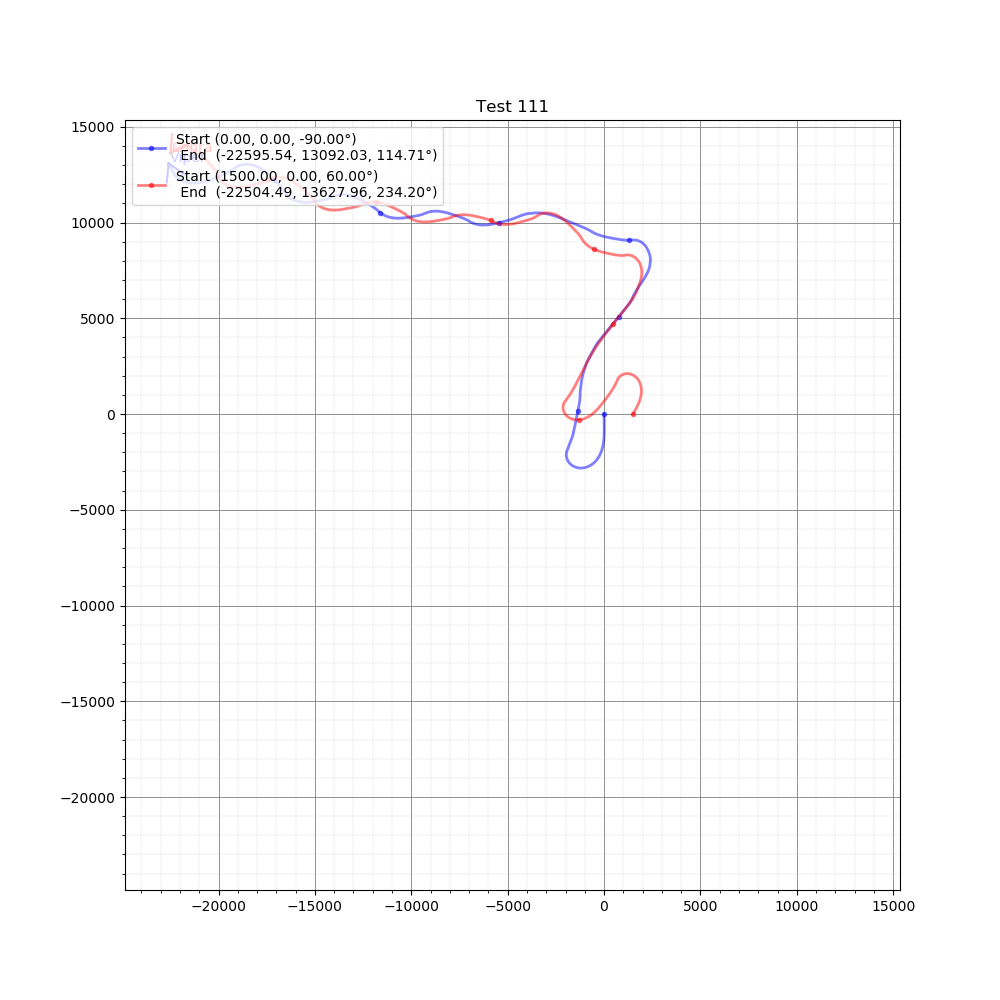 Test 111
Start (0.00, 0.00, -90.00°)
End (-22595.54, 13092.03, 114.71°)
Start (1500.00, 0.00, 60.00°)
End (-22504.49, 13627.96, 234.20°)
15000
10000
5000
0
−5000
−10000
−15000
−20000
−20000 −15000 −10000 −5000 0 5000 10000 15000